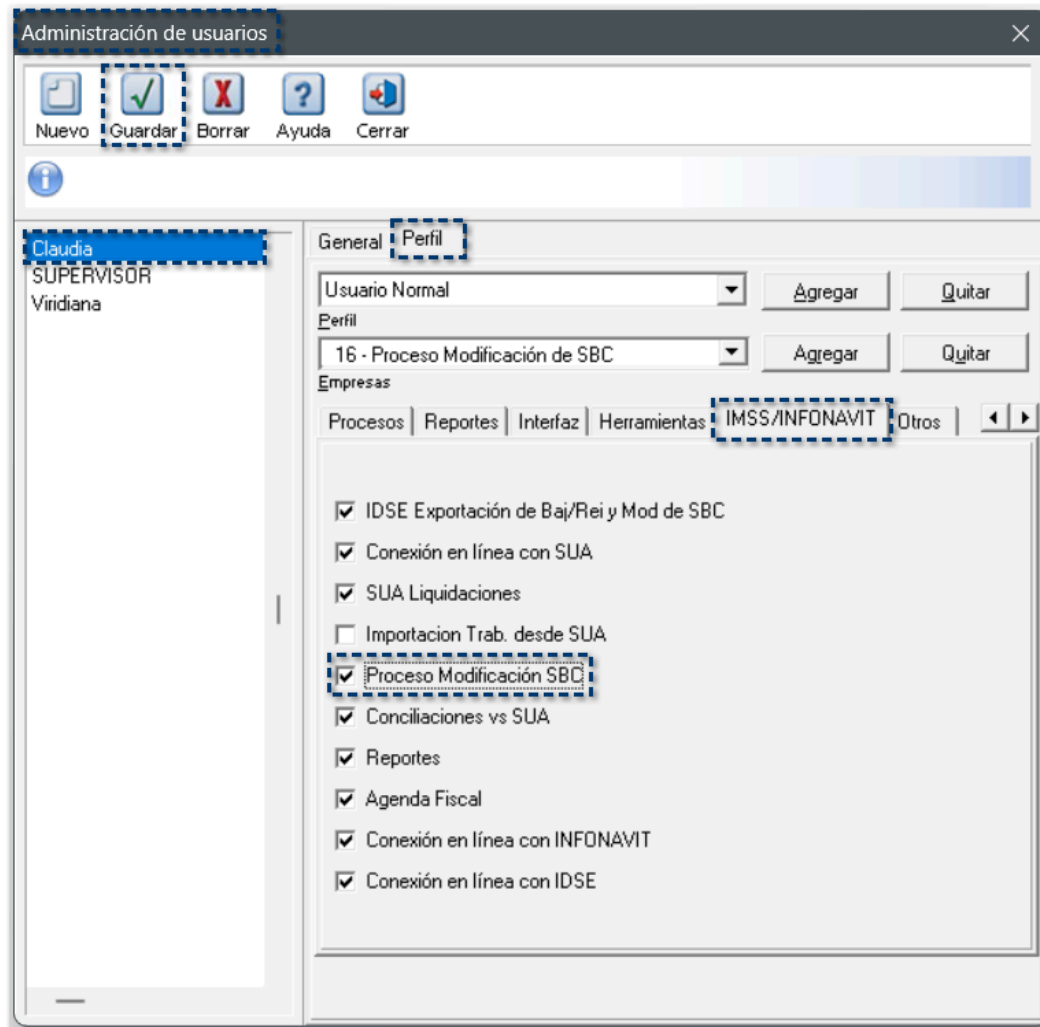 Administración de usuarios
Nuevo Guardar Borrar Ayuda Cerrar
Claudia
SUPERVISOR
Viridiana
General Perfil
Usuario Normal Agregar Quitar
Perfil
16 - Proceso Modificación de SBC Agregar Quitar
Empresas
Procesos Reportes Interfaz Herramientas IMSS/INFONAVIT Otros
IDSE Exportación de Baj/Rei y Mod de SBC
Conexión en línea con SUA
SUA Liquidaciones
Importacion Trab. desde SUA
Proceso Modificación SBC
Conciliaciones vs SUA
Reportes
Agenda Fiscal
Conexión en línea con INFONAVIT
Conexión en línea con IDSE